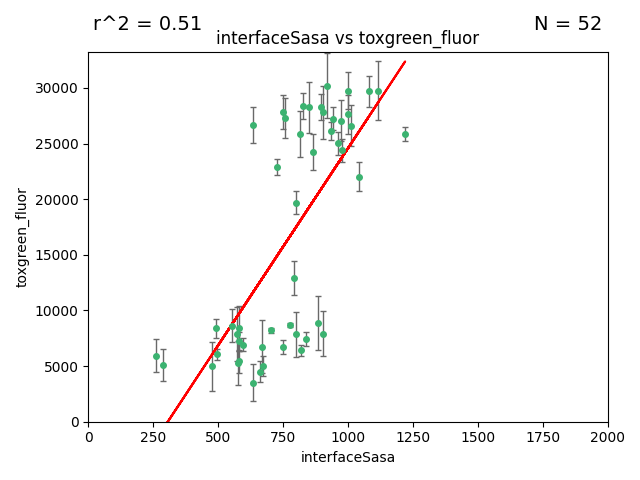 r^2 = 0.51
N = 52
interfaceSasa vs toxgreen_fluor
30000
25000
20000
15000
10000
5000
0
toxgreen_fluor
0 250 500 750 1000 1250 1500 1750 2000
interfaceSasa